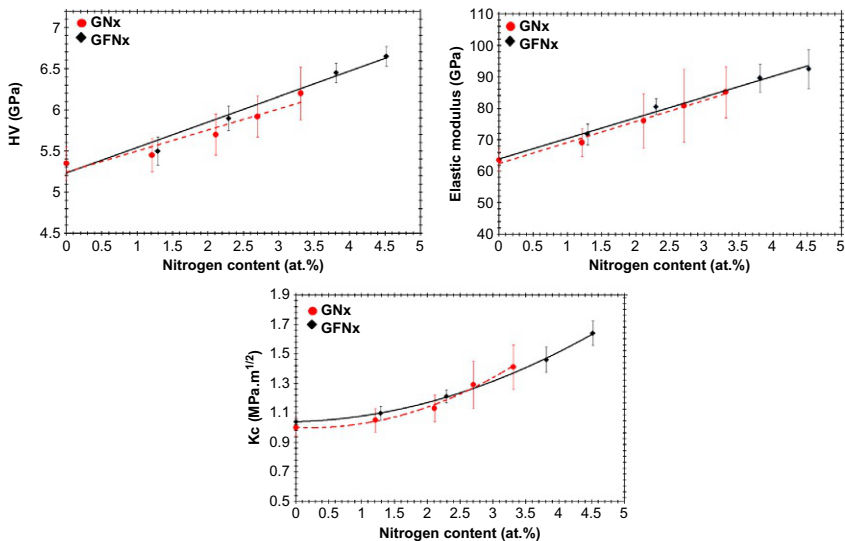 7
6.5
6
5.5
5
4.5
HV (GPa)
GNx
GFNx
0 0.5 1 1.5 2 2.5 3 3.5 4 4.5 5
Nitrogen content (at.%)
110
100
90
80
70
60
50
40
Elastic modulus (GPa)
GNx
GFNx
0 0.5 1 1.5 2 2.5 3 3.5 4 4.5 5
Nitrogen content (at.%)
1.9
1.7
1.5
1.3
1.1
0.9
0.7
0.5
Kc (MPa.m1/2)
GNx
GFNx
0 0.5 1 1.5 2 2.5 3 3.5 4 4.5 5
Nitrogen content (at.%)